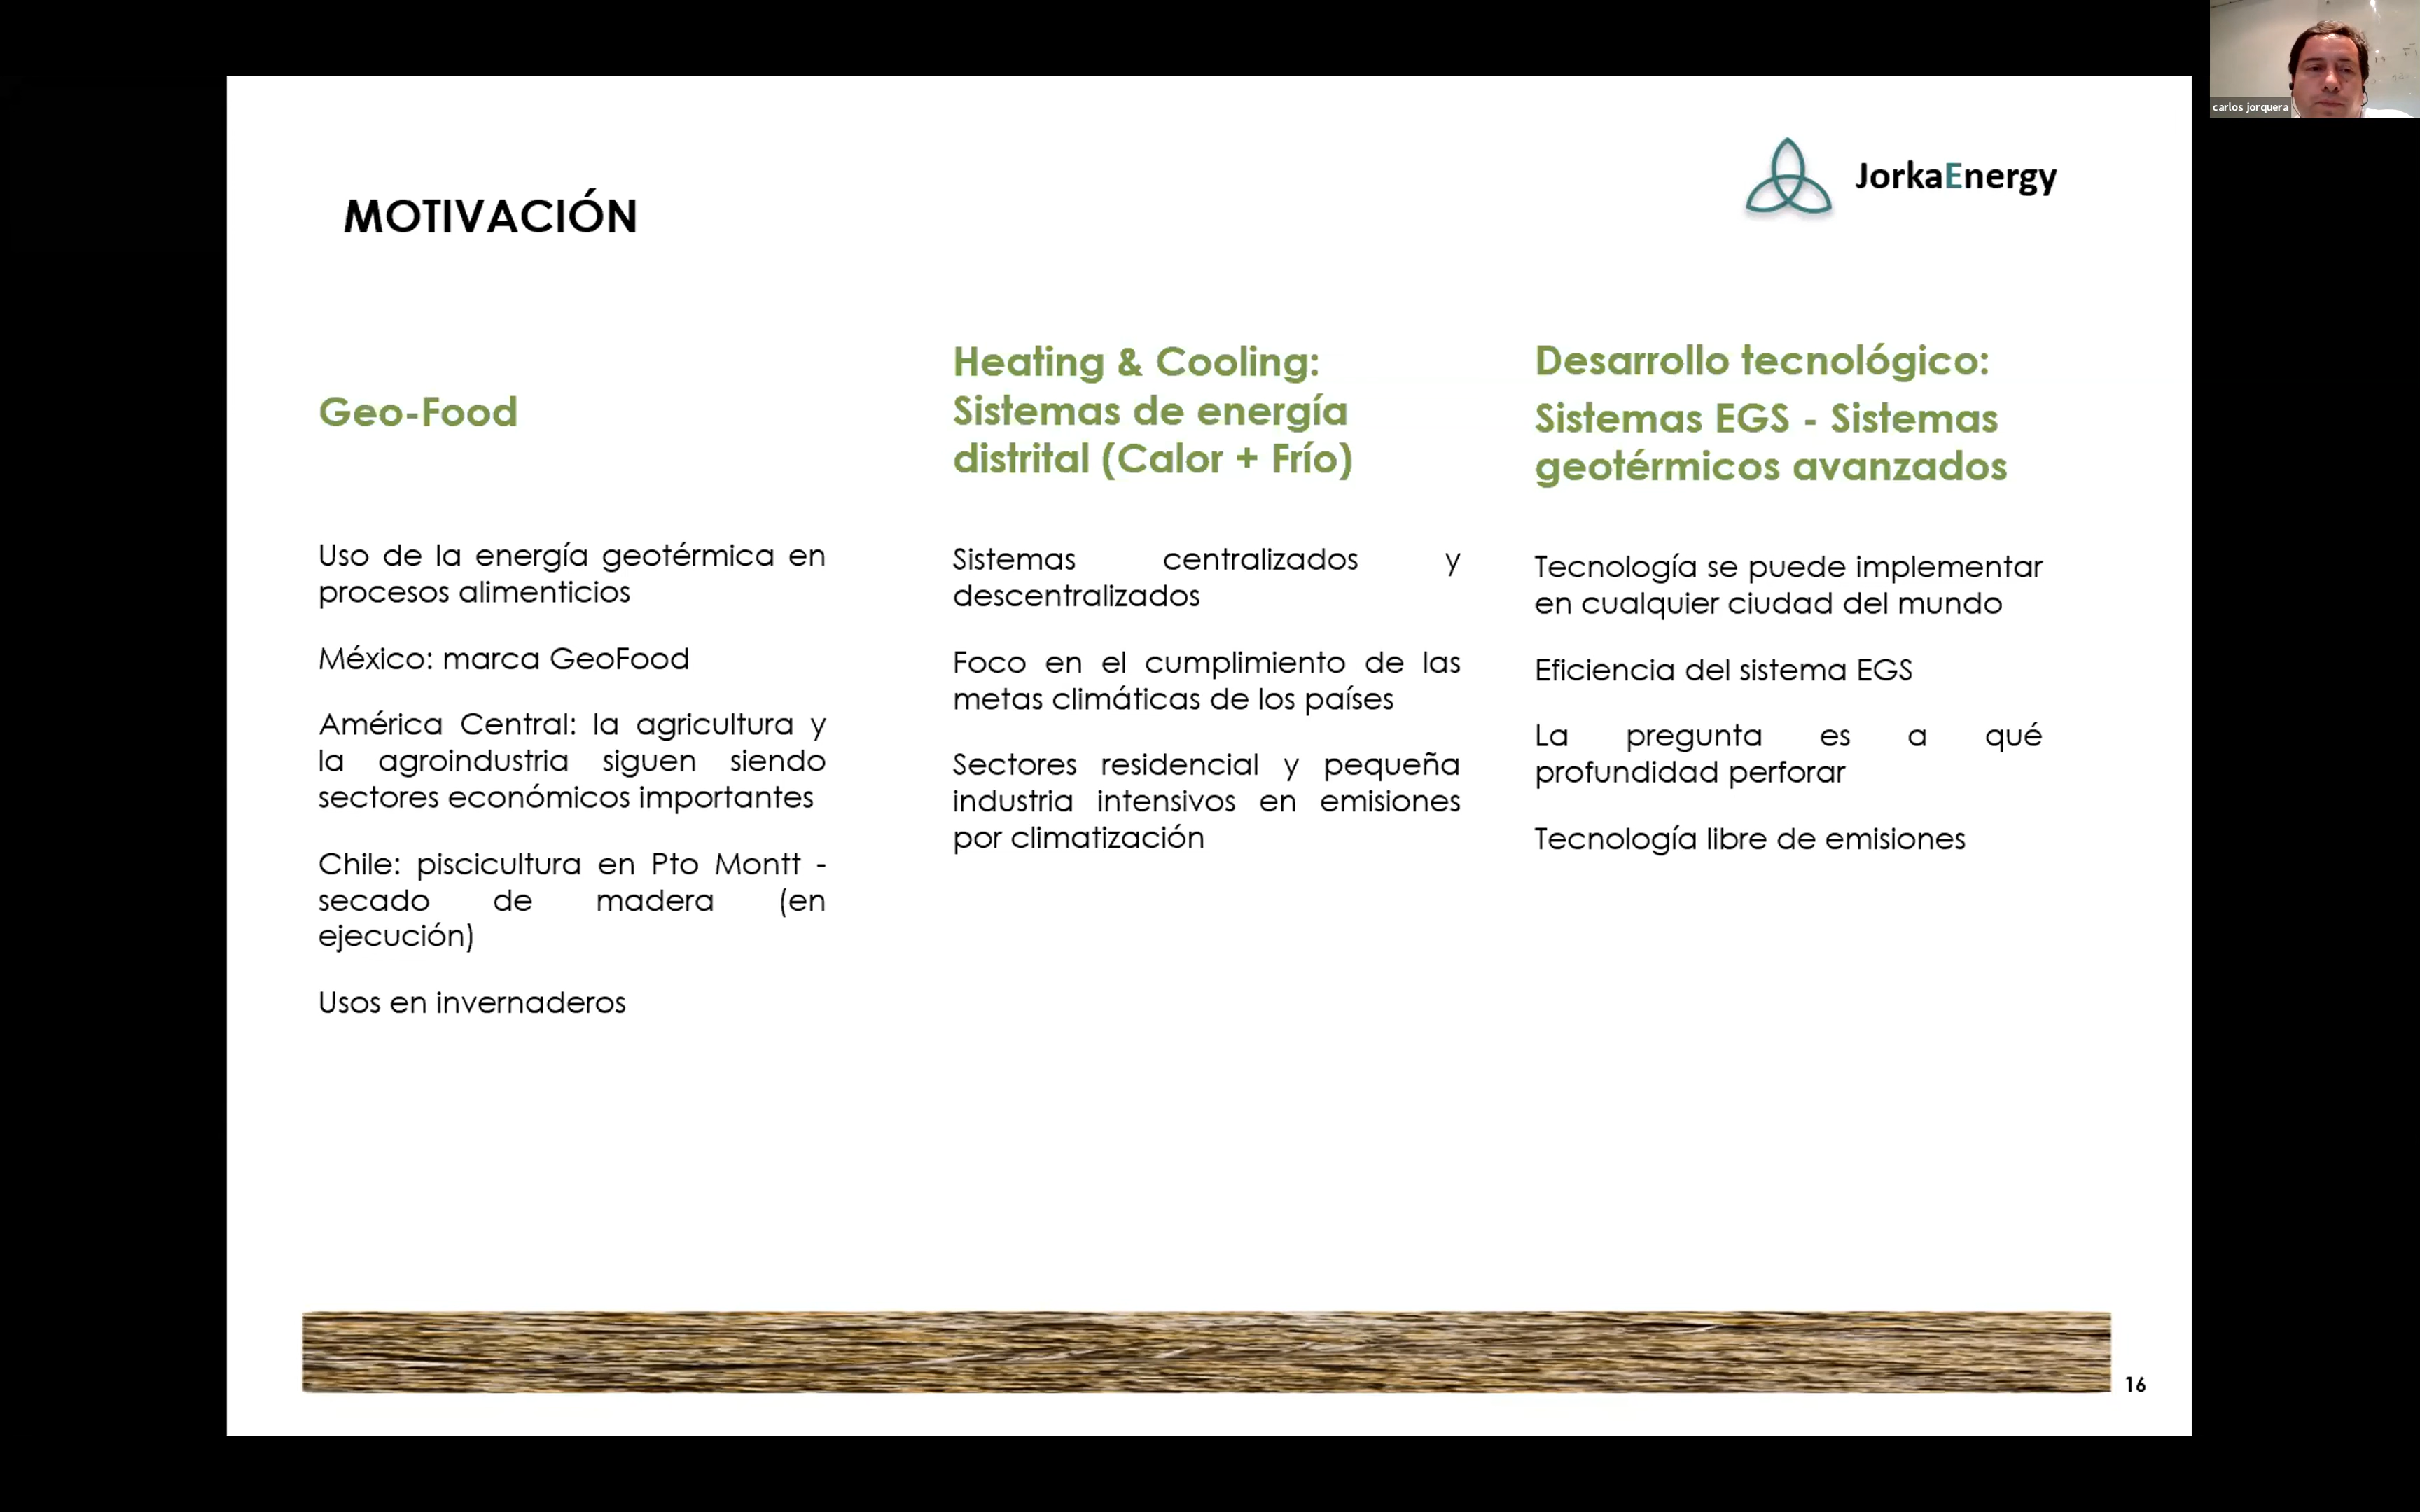 carlos jorquera
JorkaEnergy
MOTIVACIÓN
Geo-Food
Uso de la energía geotérmica en
procesos alimenticios
México: marca GeoFood
América Central: la agricultura y
la agroindustria siguen siendo
sectores económicos importantes
Chile: piscicultura en Pto Montt -
secado de madera (en
ejecución)
Usos en invernaderos
Heating & Cooling:
Sistemas de energía
distrital (Calor + Frío)
Sistemas centralizados y
descentralizados
Foco en el cumplimiento de las
metas climáticas de los países
Sectores residencial y pequeña
industria intensivos en emisiones
por climatización
Desarrollo tecnológico:
Sistemas EGS - Sistemas
geotérmicos avanzados
Tecnología se puede implementar
en cualquier ciudad del mundo
Eficiencia del sistema EGS
La pregunta es a qué
profundidad perforar
Tecnología libre de emisiones
16